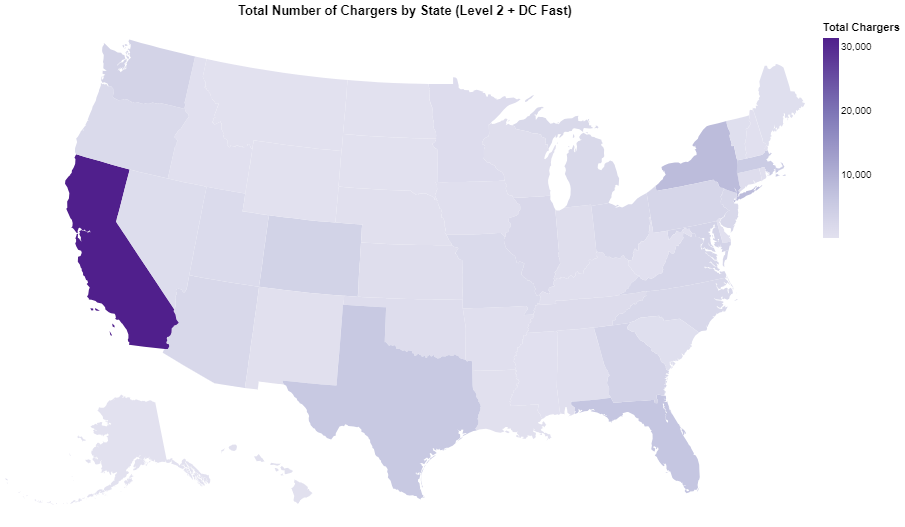 Total Number of Chargers by State (Level 2 + DC Fast)
Total Chargers
30,000
20,000
10,000